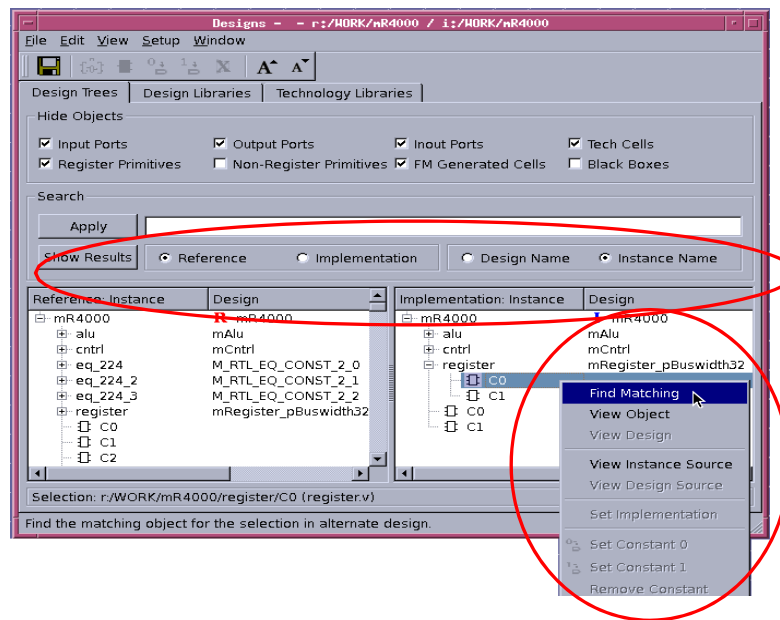 Designs - - r:/WORK/mR4000 / i:/WORK/mR4000
File Edit View Setup Window
A A
Design Trees Design Libraries Technology Libraries
Hide Objects
Input Ports Output Ports Inout Ports Tech Cells
Register Primitives Non-Register Primitives FM Generated Cells Black Boxes
Search
Apply
Show Results Reference Implementation Design Name Instance Name
Reference: Instance Design Implementation: Instance Design
mR4000 R mR4000 mR4000 I mR4000
alu mAlu alu mAlu
cntrl mCntrl cntrl mCntrl
eq_224 M_RTL_EQ_CONST_2_0 register mRegister_pBuswidth32
eq_224_2 M_RTL_EQ_CONST_2_1 C0
eq_224_3 M_RTL_EQ_CONST_2_2 C1
register mRegister_pBuswidth32 C0
C0 C1
C1
C2
Find Matching
View Object
View Design
View Instance Source
View Design Source
Set Implementation
Set Constant 0
Set Constant 1
Remove Constant
Selection: r:/WORK/mR4000/register/C0 (register.v)
Find the matching object for the selection in alternate design.